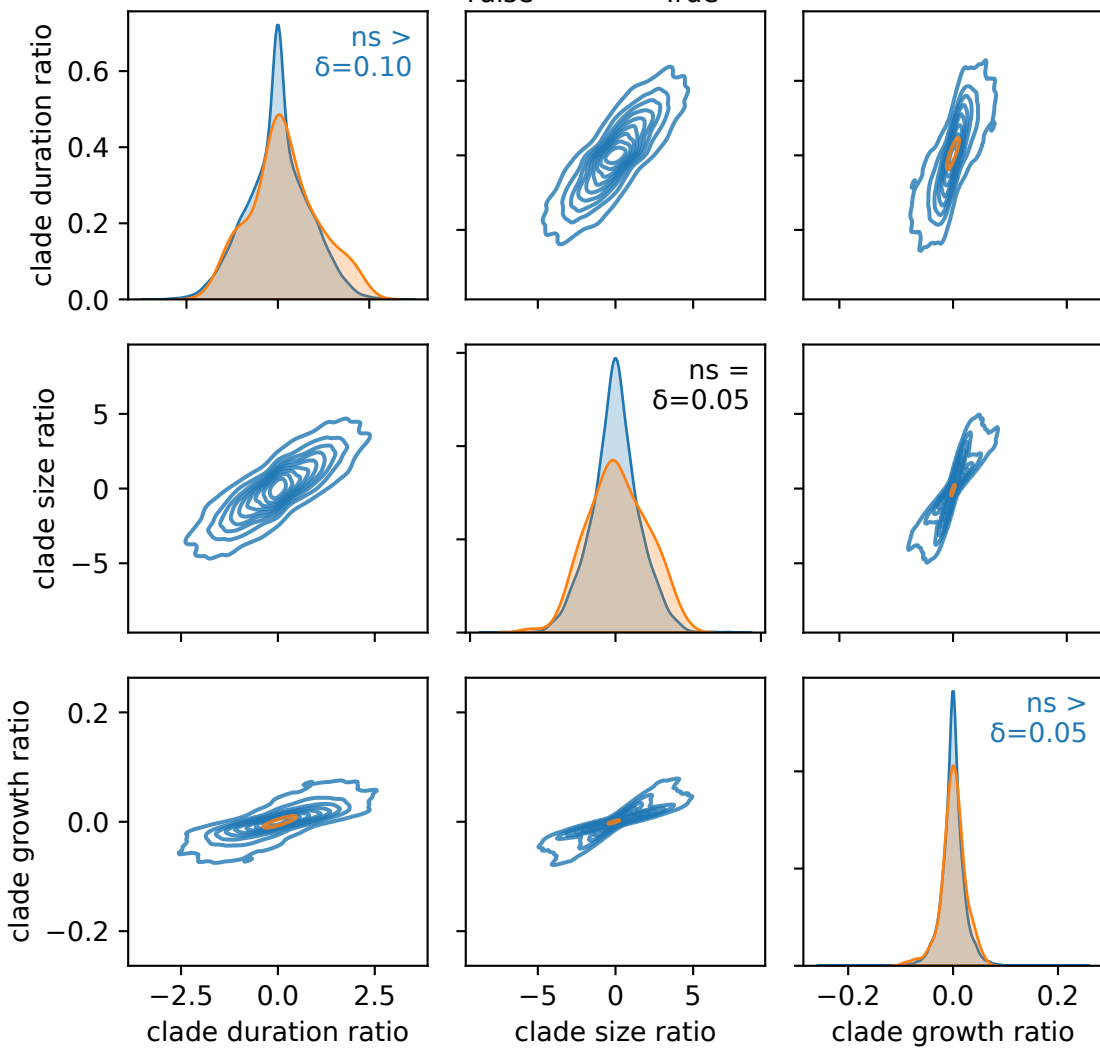 clade duration ratio
0.6
0.4
0.2
0.0
ns >
δ=0.10
clade size ratio
5
0
−5
ns =
δ=0.05
clade growth ratio
0.2
0.0
−0.2
ns >
δ=0.05
−2.5 0.0 2.5
−5 0 5
−0.2 0.0 0.2
clade duration ratio
clade size ratio
clade growth ratio